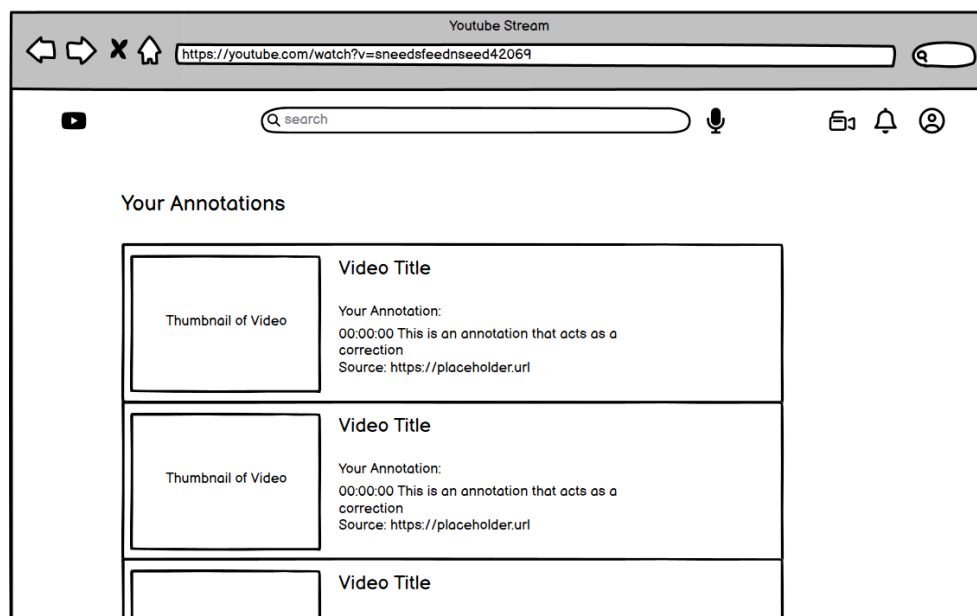 Youtube Stream
https://youtube.com/watch?v=sneedsfeednseed42069
search
Your Annotations
Thumbnail of Video
Video Title
Your Annotation:
00:00:00 This is an annotation that acts as a
correction
Source: https://placeholder.url
Thumbnail of Video
Video Title
Your Annotation:
00:00:00 This is an annotation that acts as a
correction
Source: https://placeholder.url
Video Title